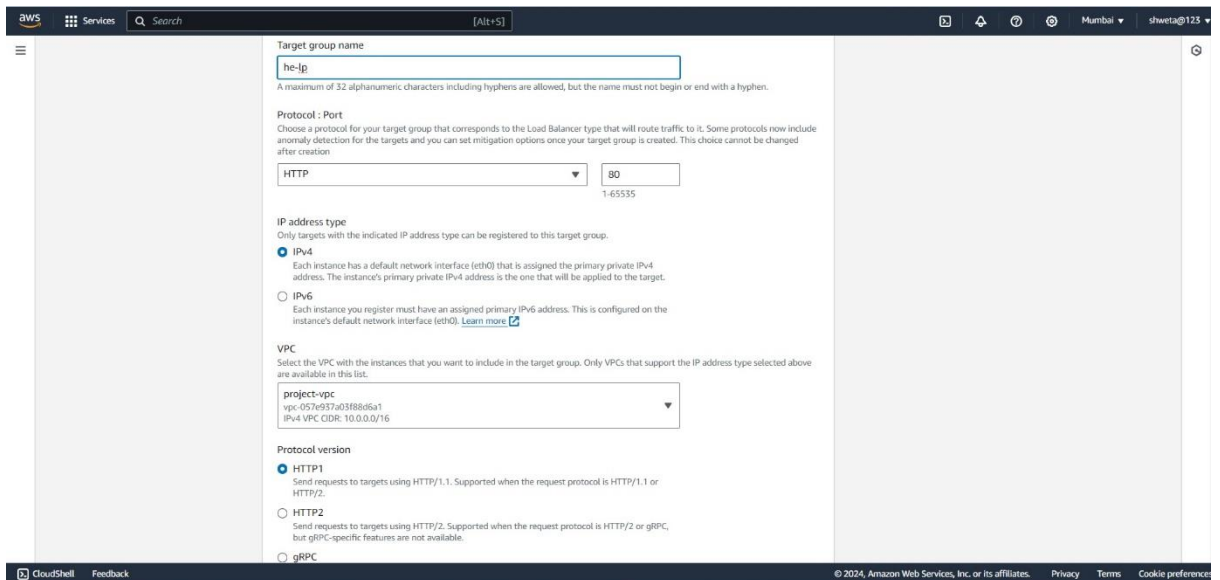 aws
Services
Search
[Alt+S]
Mumbai
shweta@123
Target group name
he-lp
A maximum of 32 alphanumeric characters including hyphens are allowed, but the name must not begin or end with a hyphen.
Protocol : Port
Choose a protocol for your target group that corresponds to the Load Balancer type that will route traffic to it. Some protocols now include
anomaly detection for the targets and you can set mitigation options once your target group is created. This choice cannot be changed
after creation
HTTP
80
1-65535
IP address type
Only targets with the indicated IP address type can be registered to this target group.
IPv4
Each instance has a default network interface (eth0) that is assigned the primary private IPv4
address. The instance's primary private IPv4 address is the one that will be applied to the target.
IPv6
Each instance you register must have an assigned primary IPv6 address. This is configured on the
instance's default network interface (eth0). Learn more
VPC
Select the VPC with the instances that you want to include in the target group. Only VPCs that support the IP address type selected above
are available in this list.
project-vpc
vpc-057e937a03f88d6a1
IPv4 VPC CIDR: 10.0.0.0/16
Protocol version
HTTP1
Send requests to targets using HTTP/1.1. Supported when the request protocol is HTTP/1.1 or
HTTP/2.
HTTP2
Send requests to targets using HTTP/2. Supported when the request protocol is HTTP/2 or gRPC,
but gRPC-specific features are not available.
gRPC
CloudShell
Feedback
© 2024, Amazon Web Services, Inc. or its affiliates.
Privacy
Terms
Cookie preferences